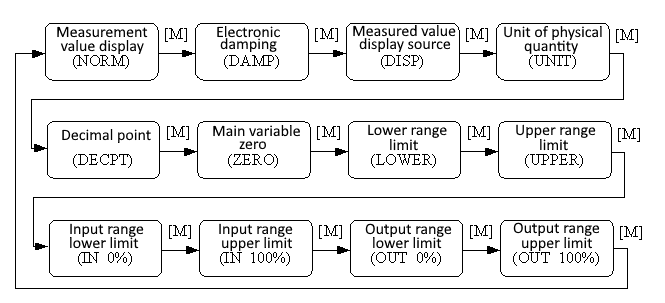 Measurement
value display
(NORM)
[M]
Electronic
damping
(DAMP)
[M]
Measured value
display source
(DISP)
[M]
Unit of physical
quantity
(UNIT)
[M]
Decimal point
(DECPT)
[M]
Main variable
zero
(ZERO)
[M]
Lower range
limit
(LOWER)
[M]
Upper range
limit
(UPPER)
[M]
Input range
lower limit
(IN 0%)
[M]
Input range
upper limit
(IN 100%)
[M]
Output range
lower limit
(OUT 0%)
[M]
Output range
upper limit
(OUT 100%)
[M]